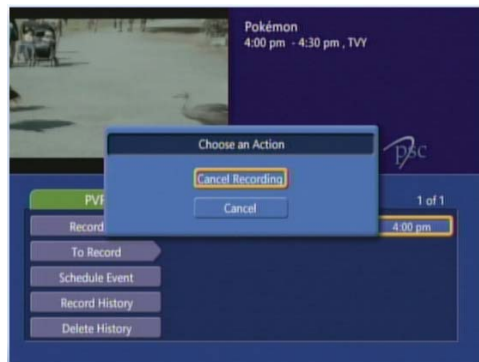 Pokémon
4:00 pm - 4:30 pm , TVY
Choose an Action
Cancel Recording
Cancel
psc
PVR
1 of 1
Record
4:00 pm
To Record
Schedule Event
Record History
Delete History